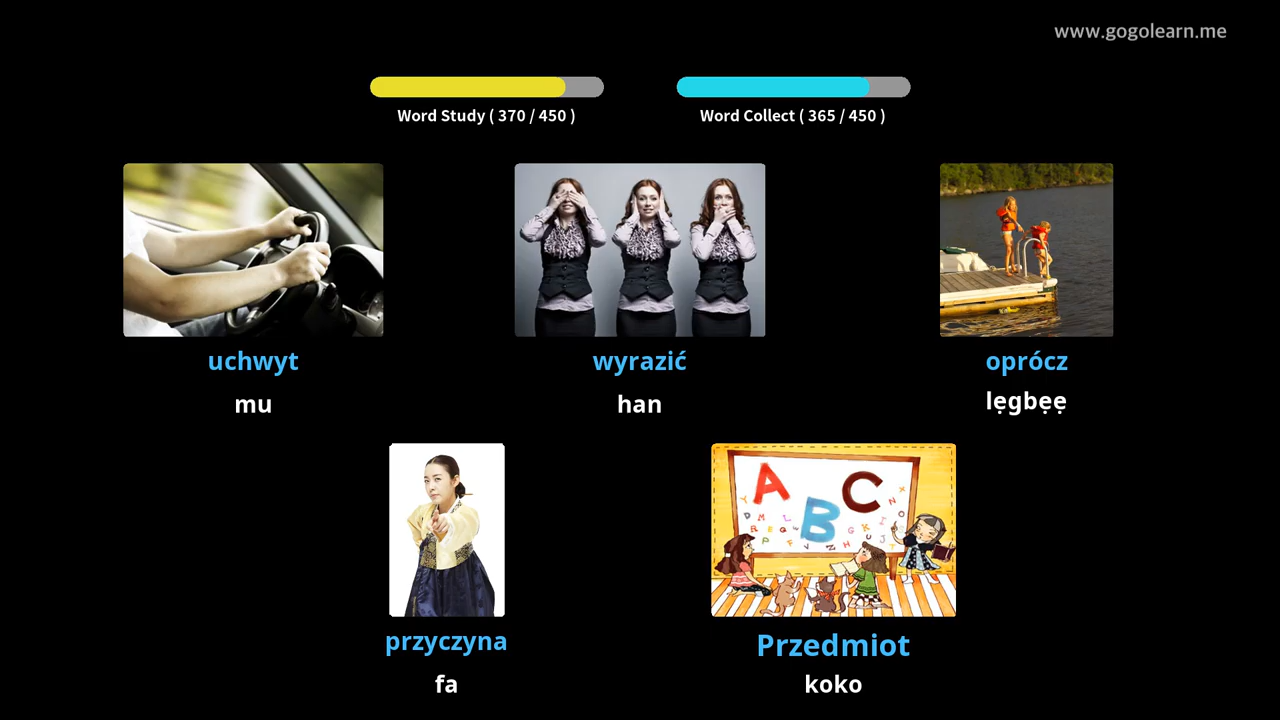 www.gogolearn.me
Word Study ( 370 / 450 )
Word Collect ( 365 / 450 )
uchwyt
mu
wyrazić
han
oprócz
lẹgbẹẹ
A B C
przyczyna
fa
Przedmiot
koko